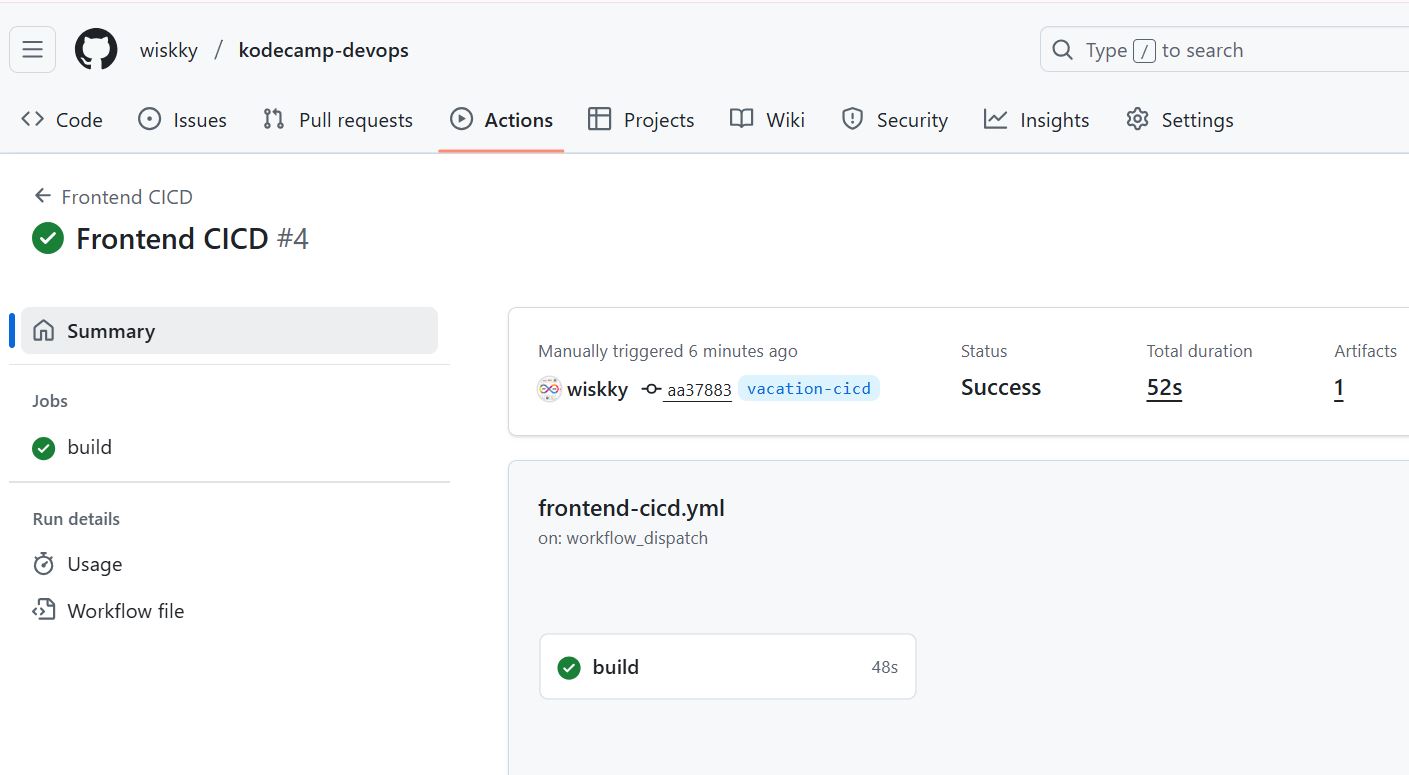 wiskky / kodecamp-devops
Type / to search
Code Issues Pull requests Actions Projects Wiki Security Insights Settings
Frontend CICD
Frontend CICD #4
Summary
Jobs
build
Run details
Usage
Workflow file
Manually triggered 6 minutes ago
wiskky aa37883 vacation-cicd
Status
Success
Total duration
52s
Artifacts
1
frontend-cicd.yml
on: workflow_dispatch
build 48s